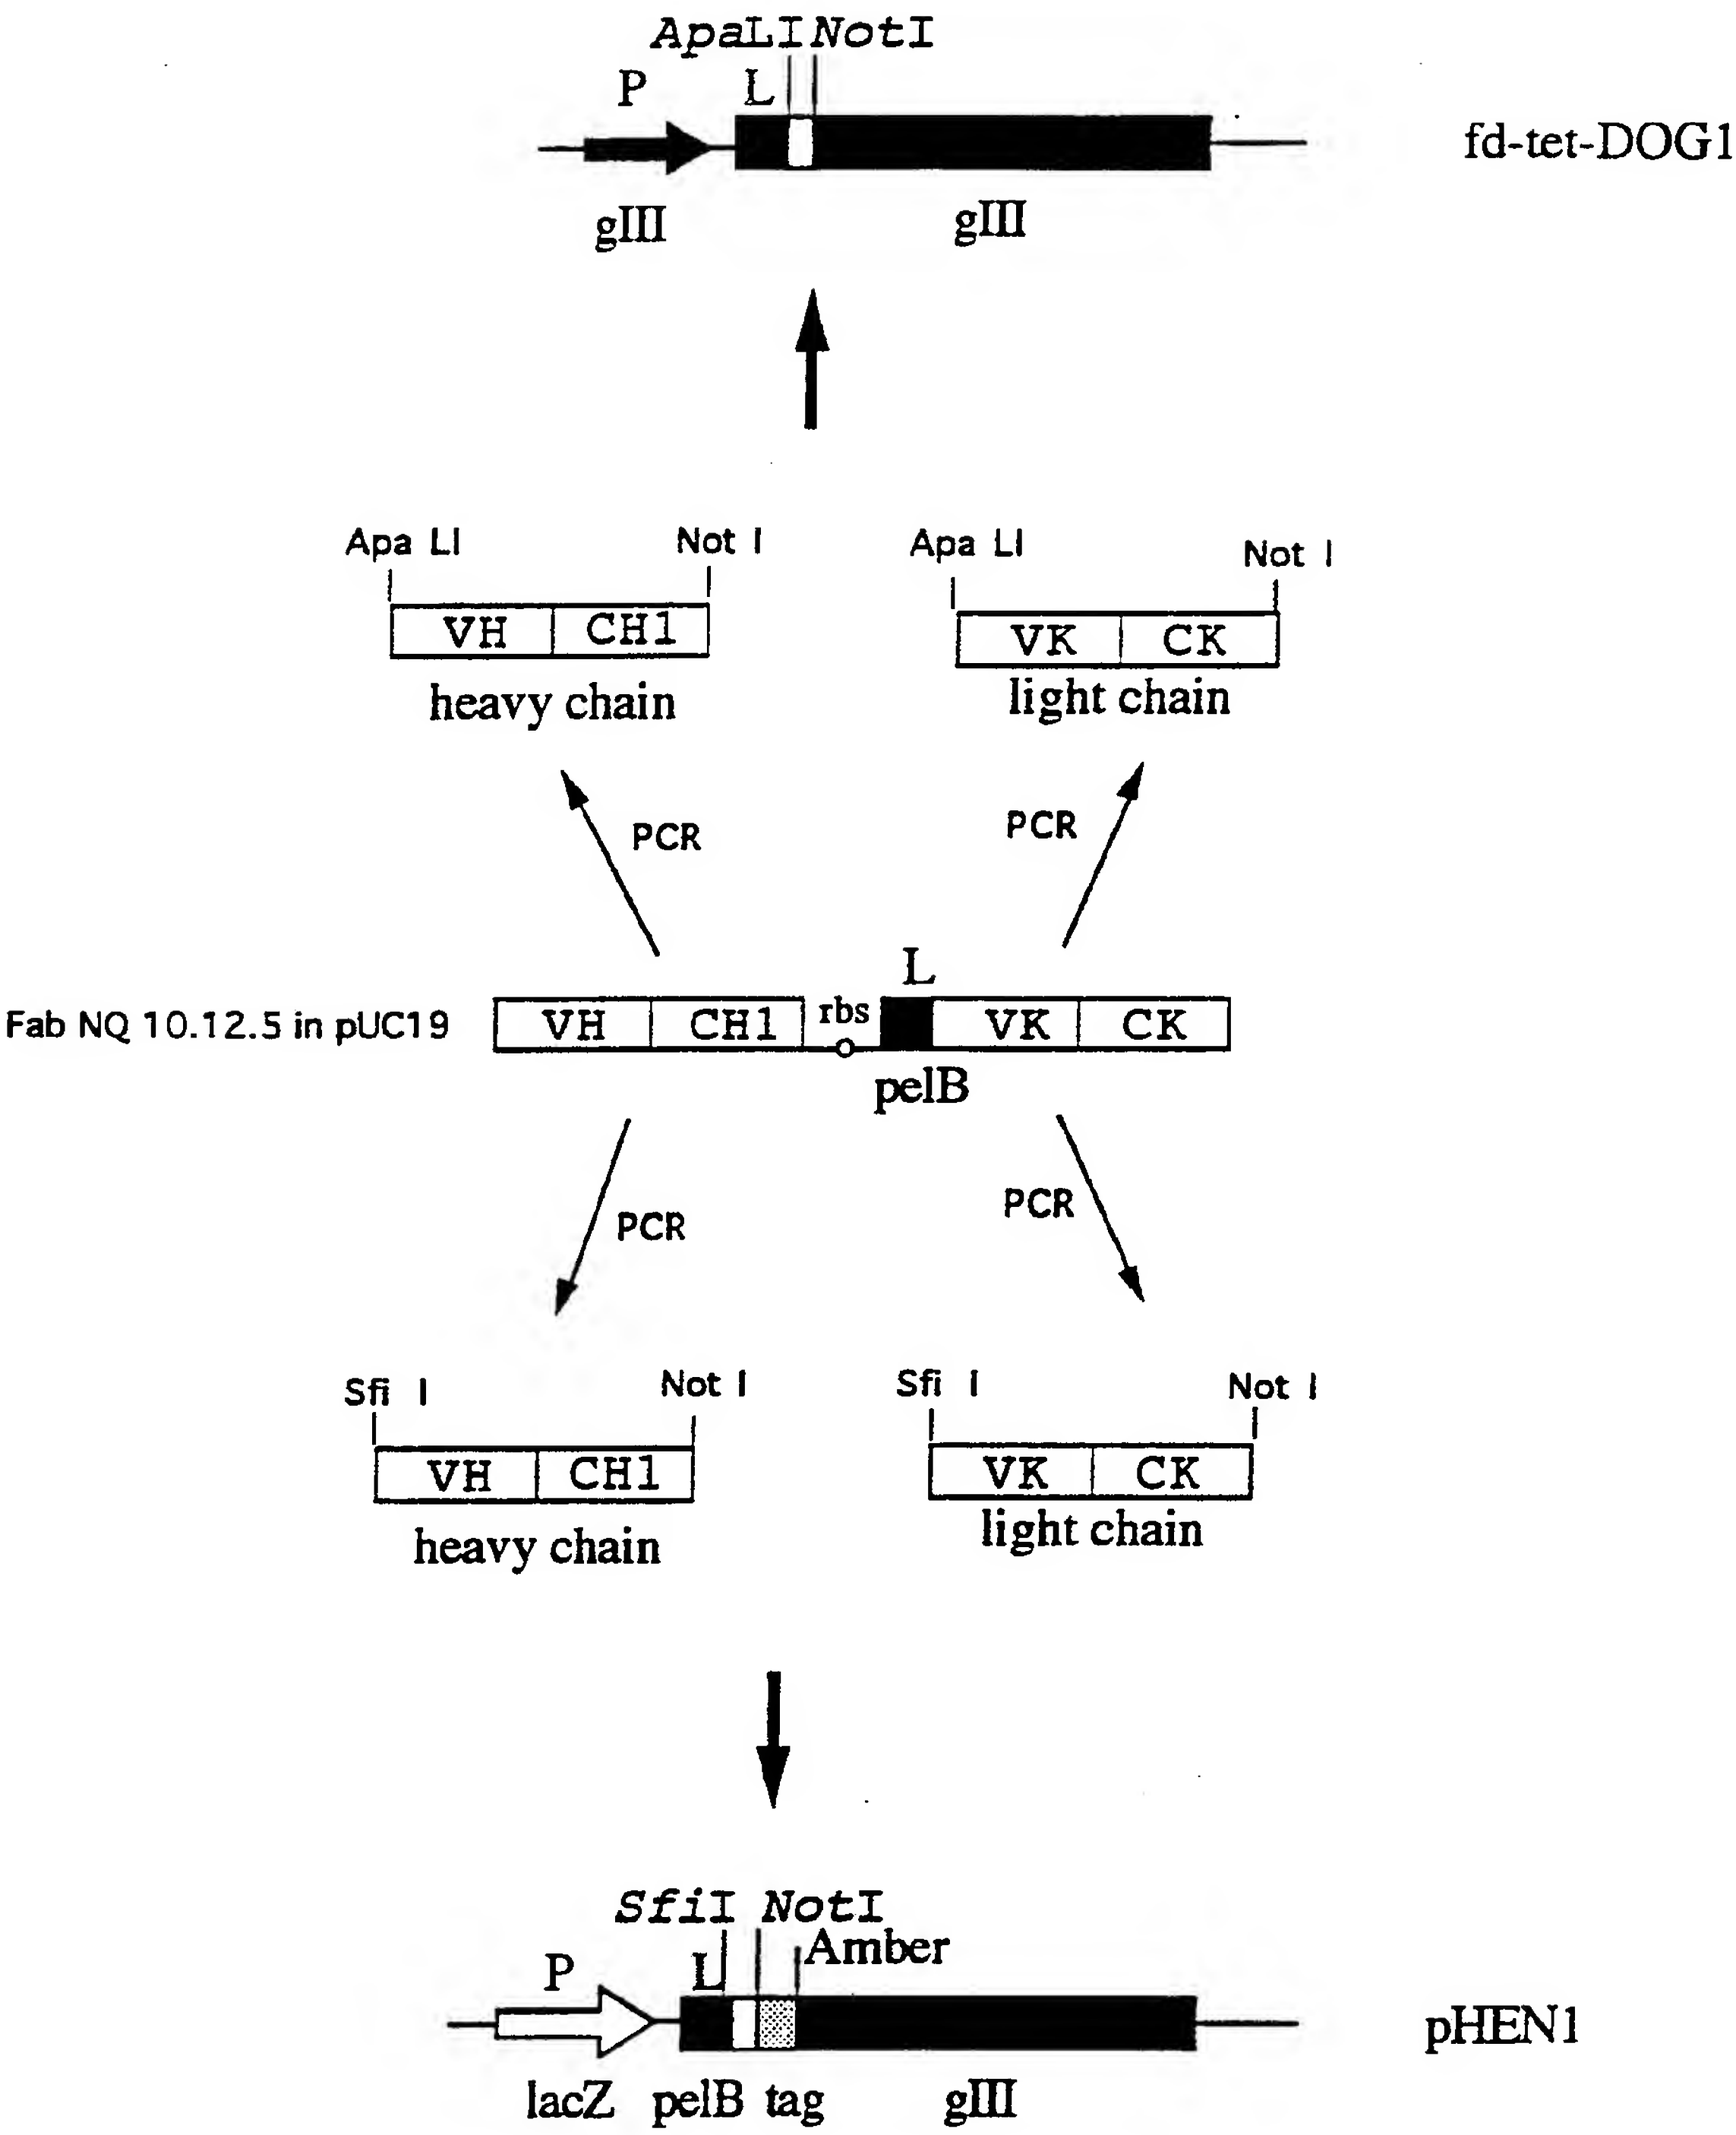 ApaLI NotI
P L
fd-tet-DOG1
gIII gIII
Apa LI Not I Apa LI Not I
VH CH1 VK CK
heavy chain light chain
PCR PCR
L
Fab NQ 10.12.5 in pUC19 VH CH1 rbs VK CK
pelB
PCR PCR
Sfi I Not I Sfi I Not I
VH CH1 VK CK
heavy chain light chain
SfiI NotI
P L Amber
pHEN1
lacZ pelB tag gIII